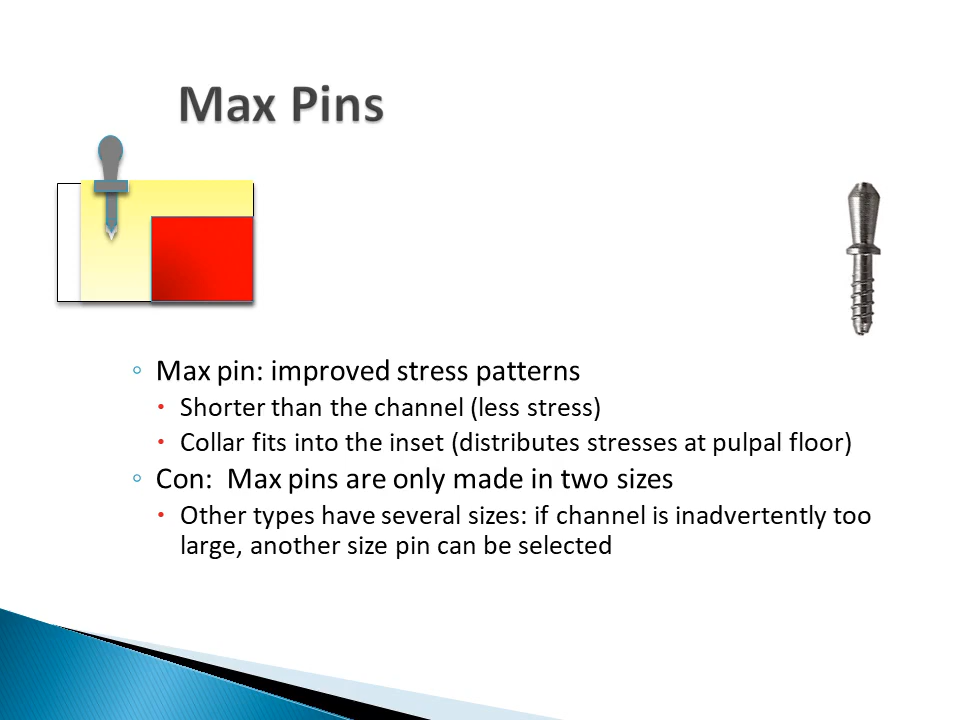 Max Pins
◦ Max pin: improved stress patterns
• Shorter than the channel (less stress)
• Collar fits into the inset (distributes stresses at pulpal floor)
◦ Con:  Max pins are only made in two sizes
• Other types have several sizes: if channel is inadvertently too
large, another size pin can be selected